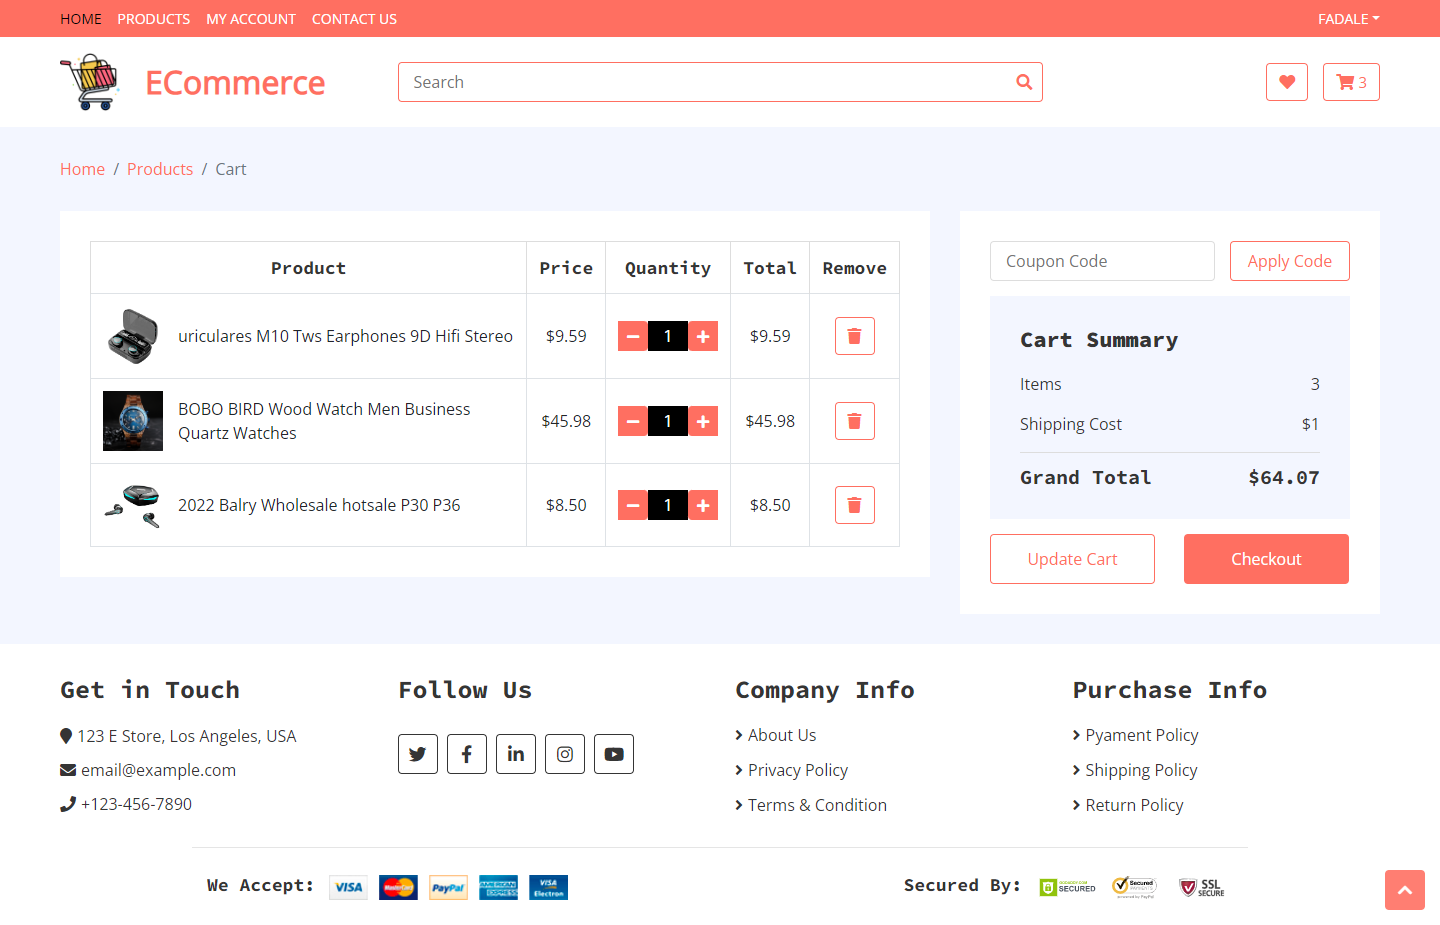 HOME PRODUCTS MY ACCOUNT CONTACT US FADALE
ECommerce
Search
3
Home / Products / Cart
Product Price Quantity Total Remove
uriculares M10 Tws Earphones 9D Hifi Stereo $9.59 1 $9.59
BOBO BIRD Wood Watch Men Business
Quartz Watches
$45.98 1 $45.98
2022 Balry Wholesale hotsale P30 P36 $8.50 1 $8.50
Coupon Code Apply Code
Cart Summary
Items 3
Shipping Cost $1
Grand Total $64.07
Update Cart Checkout
Get in Touch
123 E Store, Los Angeles, USA
email@example.com
+123-456-7890
Follow Us
Company Info
About Us
Privacy Policy
Terms & Condition
Purchase Info
Pyament Policy
Shipping Policy
Return Policy
We Accept: VISA MasterCard PayPal AMERICAN EXPRESS VISA Electron
Secured By: SECURED Secured SSL SECURE